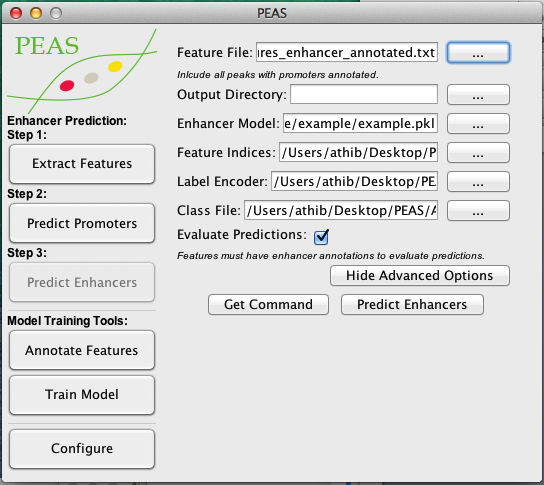 PEAS
PEAS
Enhancer Prediction:
Step 1:
Extract Features
Step 2:
Predict Promoters
Step 3:
Predict Enhancers
Model Training Tools:
Annotate Features
Train Model
Configure
Feature File: ires_enhancer_annotated.txt ...
Inlcude all peaks with promoters annotated.
Output Directory: ...
Enhancer Model: e/example/example.pkl ...
Feature Indices: /Users/athib/Desktop/P ...
Label Encoder: /Users/athib/Desktop/PE ...
Class File: /Users/athib/Desktop/PEAS/ ...
Evaluate Predictions:
Features must have enhancer annotations to evaluate predictions.
Hide Advanced Options
Get Command Predict Enhancers